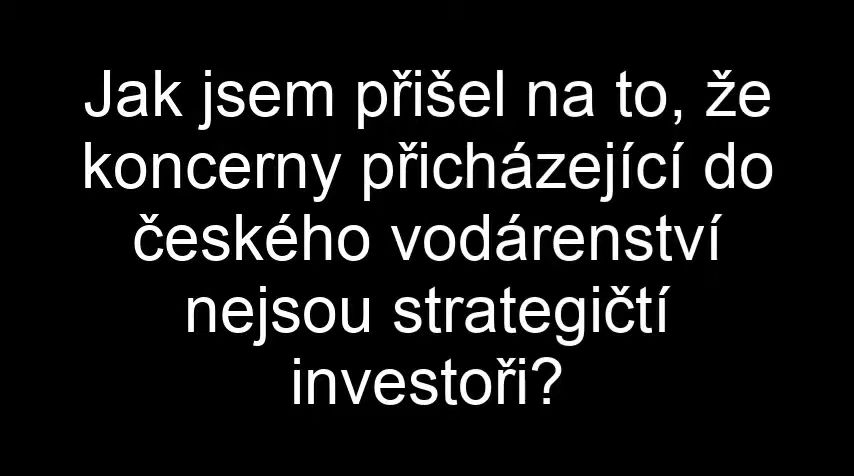 Jak jsem přišel na to, že
koncerny přicházející do
českého vodárenství
nejsou strategičtí
investoři?